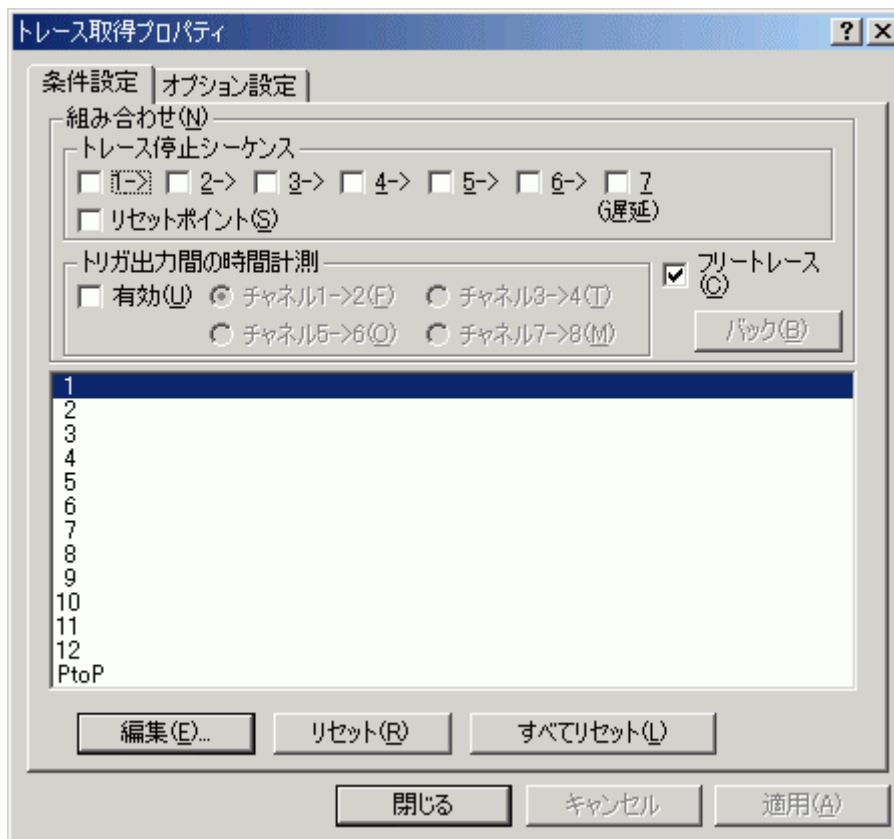 トレース取得プロパティ
条件設定 オプション設定
組み合わせ(N)
トレース停止シーケンス
1-> 2-> 3-> 4-> 5-> 6-> 7
(遅延)
リセットポイント(S)
トリガ出力間の時間計測
有効(U) チャネル1->2(F) チャネル3->4(T)
チャネル5->6(O) チャネル7->8(M)
フリートレース
(C)
バック(B)
1
2
3
4
5
6
7
8
9
10
11
12
PtoP
編集(E)... リセット(R) すべてリセット(L)
閉じる キャンセル 適用(A)